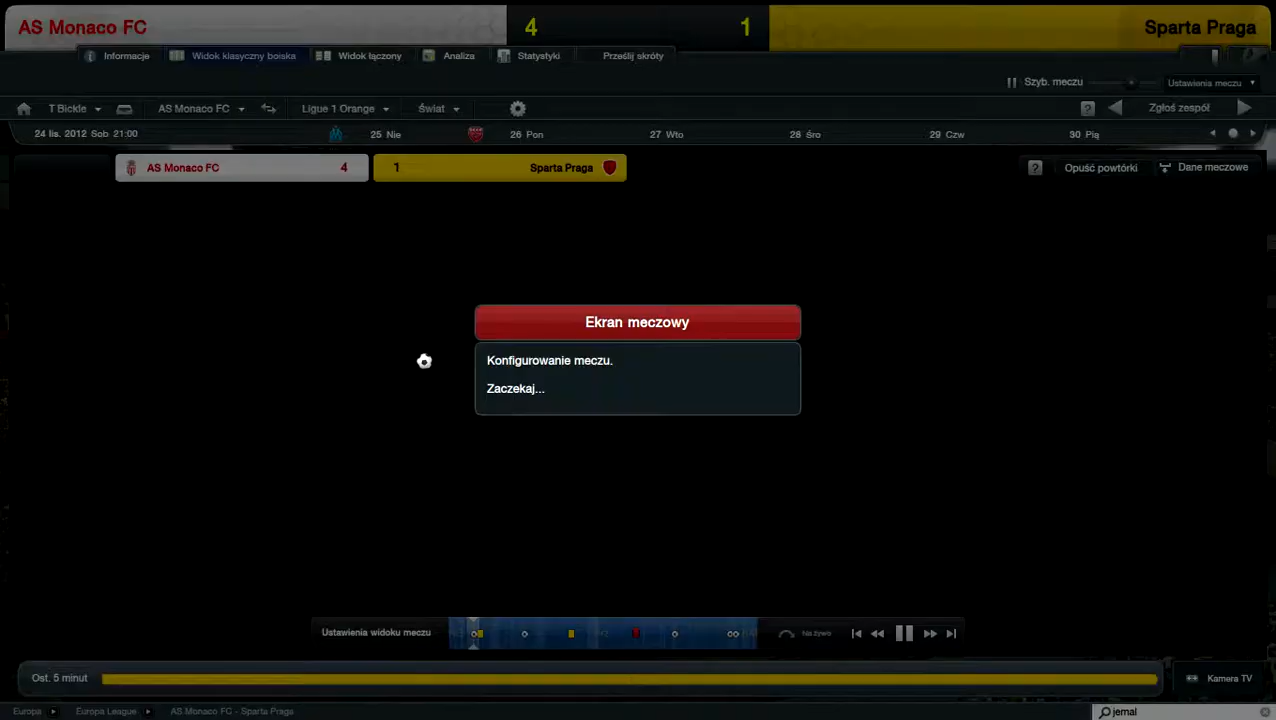 AS Monaco FC 4 1 Sparta Praga
Informacje Widok klasyczny boiska Widok łączony Analiza Statystyki Prześlij skróty
Szyb. meczu Ustawienia meczu
T Bickle AS Monaco FC Ligue 1 Orange Świat ? Zgłoś zespół
24 lis. 2012 Sob 21:00 25 Nie 26 Pon 27 Wto 28 Śro 29 Czw 30 Pią
AS Monaco FC 4 1 Sparta Praga ? Opuść powtórki Dane meczowe
Ekran meczowy
Konfigurowanie meczu.
Zaczekaj...
Ustawienia widoku meczu Na żywo
Ost. 5 minut Kamera TV
Europa Europa League AS Monaco FC - Sparta Praga jernal